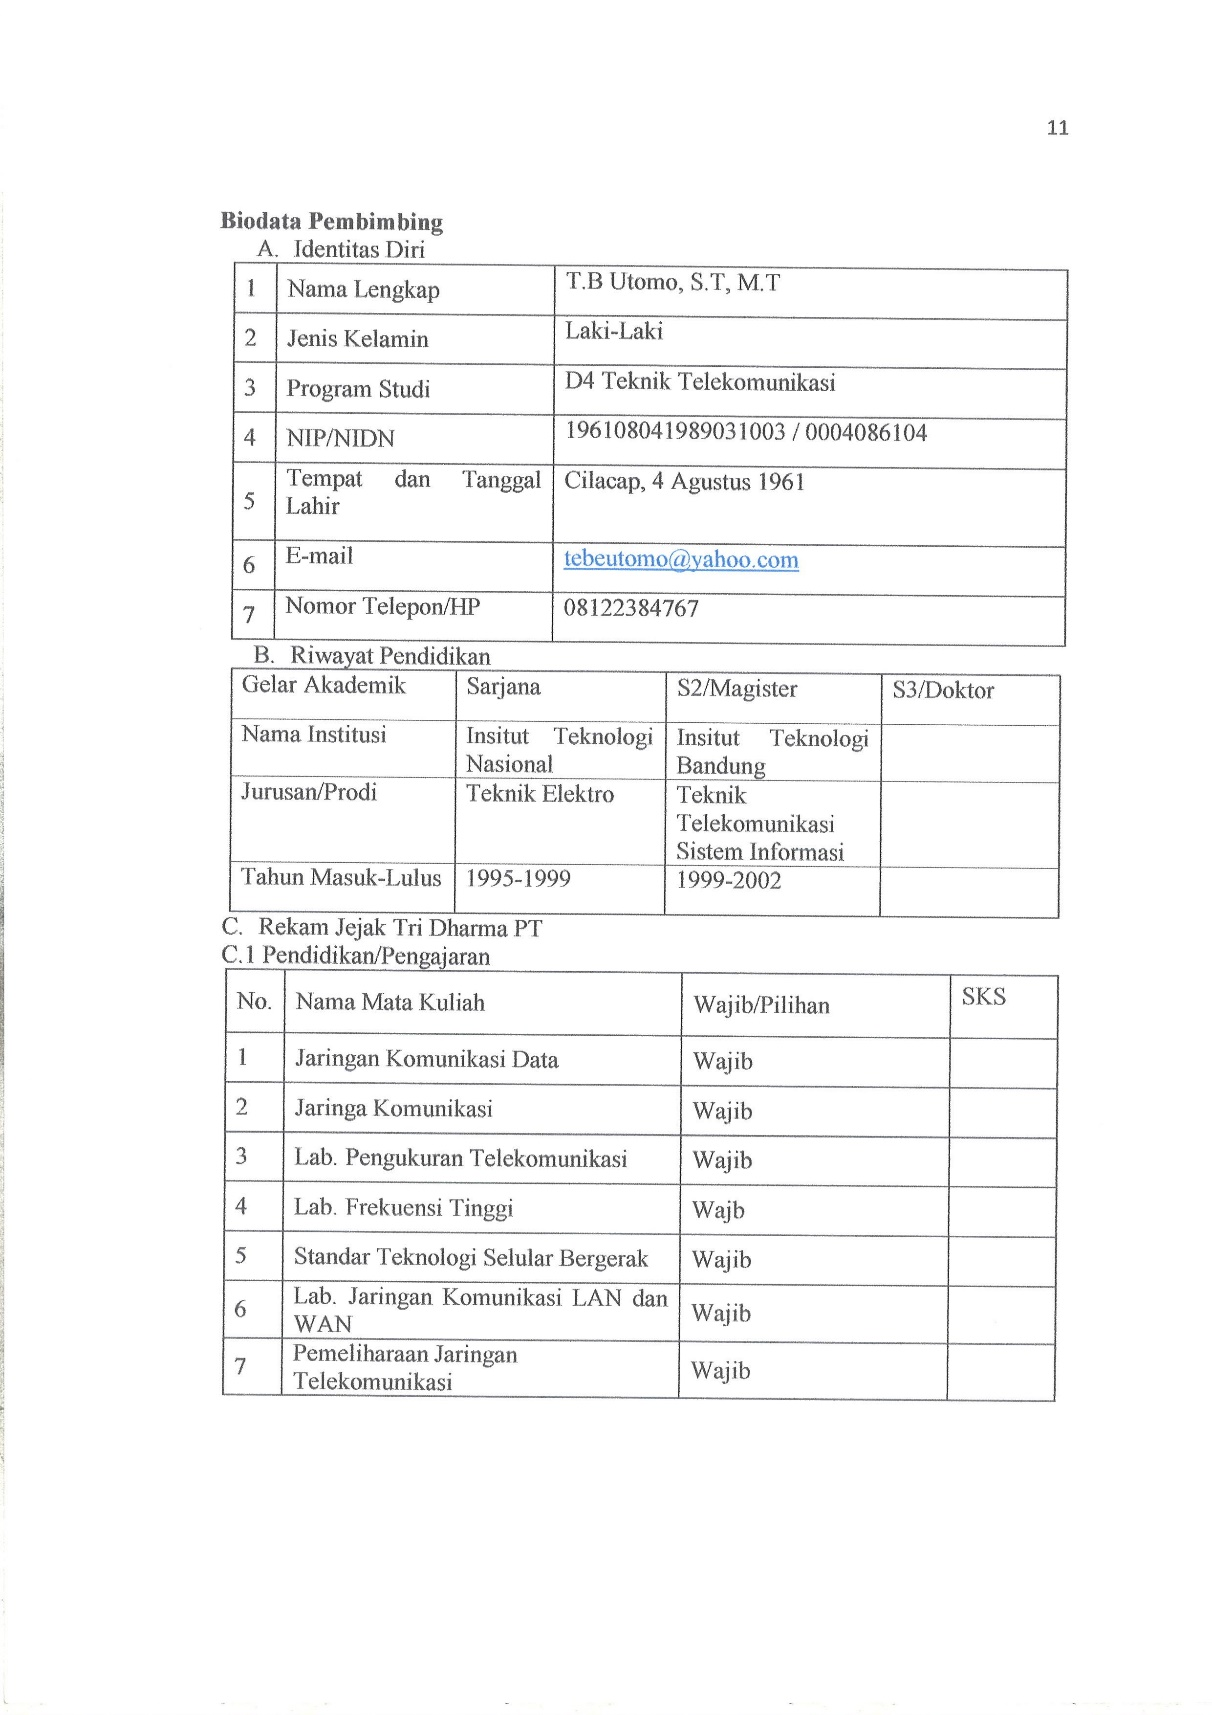 11
Biodata Pembimbing
A. Identitas Diri
1 Nama Lengkap T.B Utomo, S.T, M.T
2 Jenis Kelamin Laki-Laki
3 Program Studi D4 Teknik Telekomunikasi
4 NIP/NIDN 196108041989031003 / 0004086104
5 Tempat dan Tanggal Lahir Cilacap, 4 Agustus 1961
6 E-mail tebeutomo@yahoo.com
7 Nomor Telepon/HP 08122384767
B. Riwayat Pendidikan
Gelar Akademik Sarjana S2/Magister S3/Doktor
Nama Institusi Insitut Teknologi Nasional Insitut Teknologi Bandung
Jurusan/Prodi Teknik Elektro Teknik Telekomunikasi Sistem Informasi
Tahun Masuk-Lulus 1995-1999 1999-2002
C. Rekam Jejak Tri Dharma PT
C.1 Pendidikan/Pengajaran
No. Nama Mata Kuliah Wajib/Pilihan SKS
1 Jaringan Komunikasi Data Wajib
2 Jaringa Komunikasi Wajib
3 Lab. Pengukuran Telekomunikasi Wajib
4 Lab. Frekuensi Tinggi Wajb
5 Standar Teknologi Selular Bergerak Wajib
6 Lab. Jaringan Komunikasi LAN dan WAN Wajib
7 Pemeliharaan Jaringan Telekomunikasi Wajib